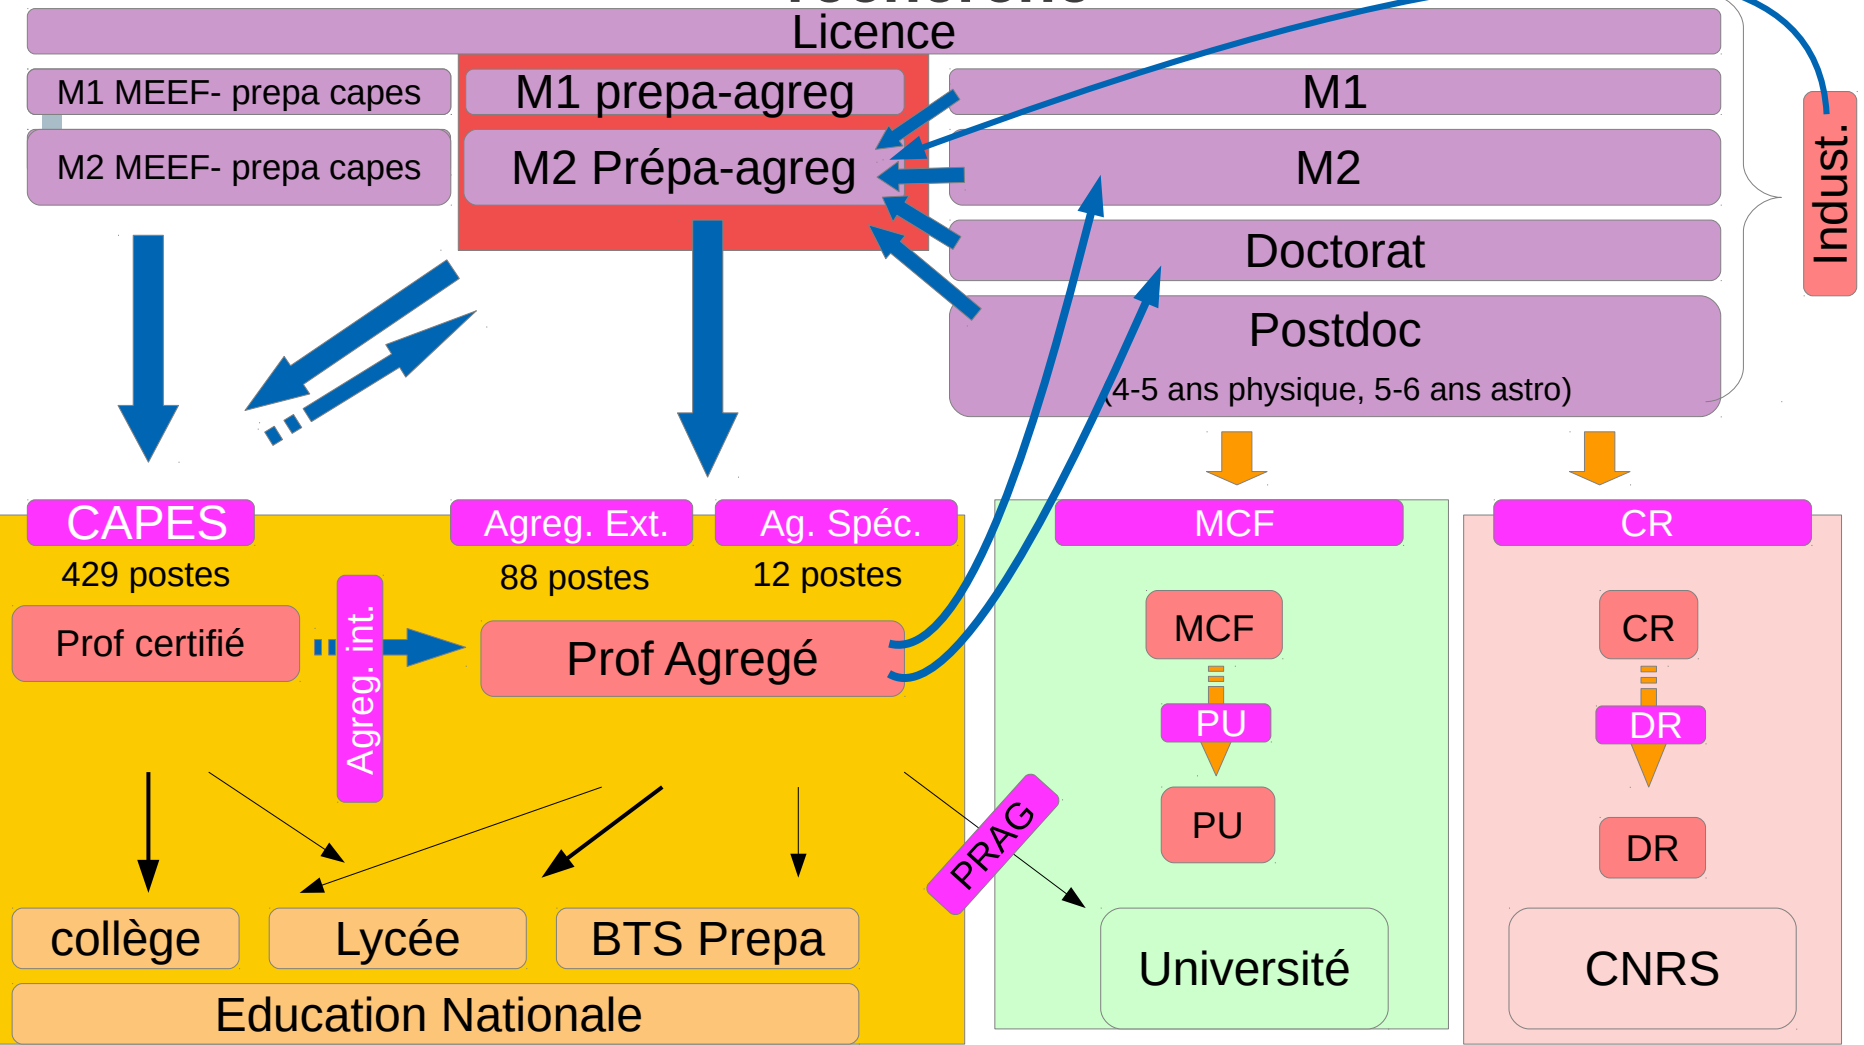 recherche
Licence
M1 MEEF- prepa capes
M1 prepa-agreg
M1
M2 MEEF- prepa capes
M2 Prépa-agreg
M2
Indust.
Doctorat
Postdoc
(4-5 ans physique, 5-6 ans astro)
CAPES
Agreg. Ext.
Ag. Spéc.
MCF
CR
429 postes
88 postes
12 postes
Prof certifié
Agreg. int.
Prof Agregé
MCF
CR
PU
DR
PRAG
PU
DR
collège
Lycée
BTS Prepa
Université
CNRS
Education Nationale